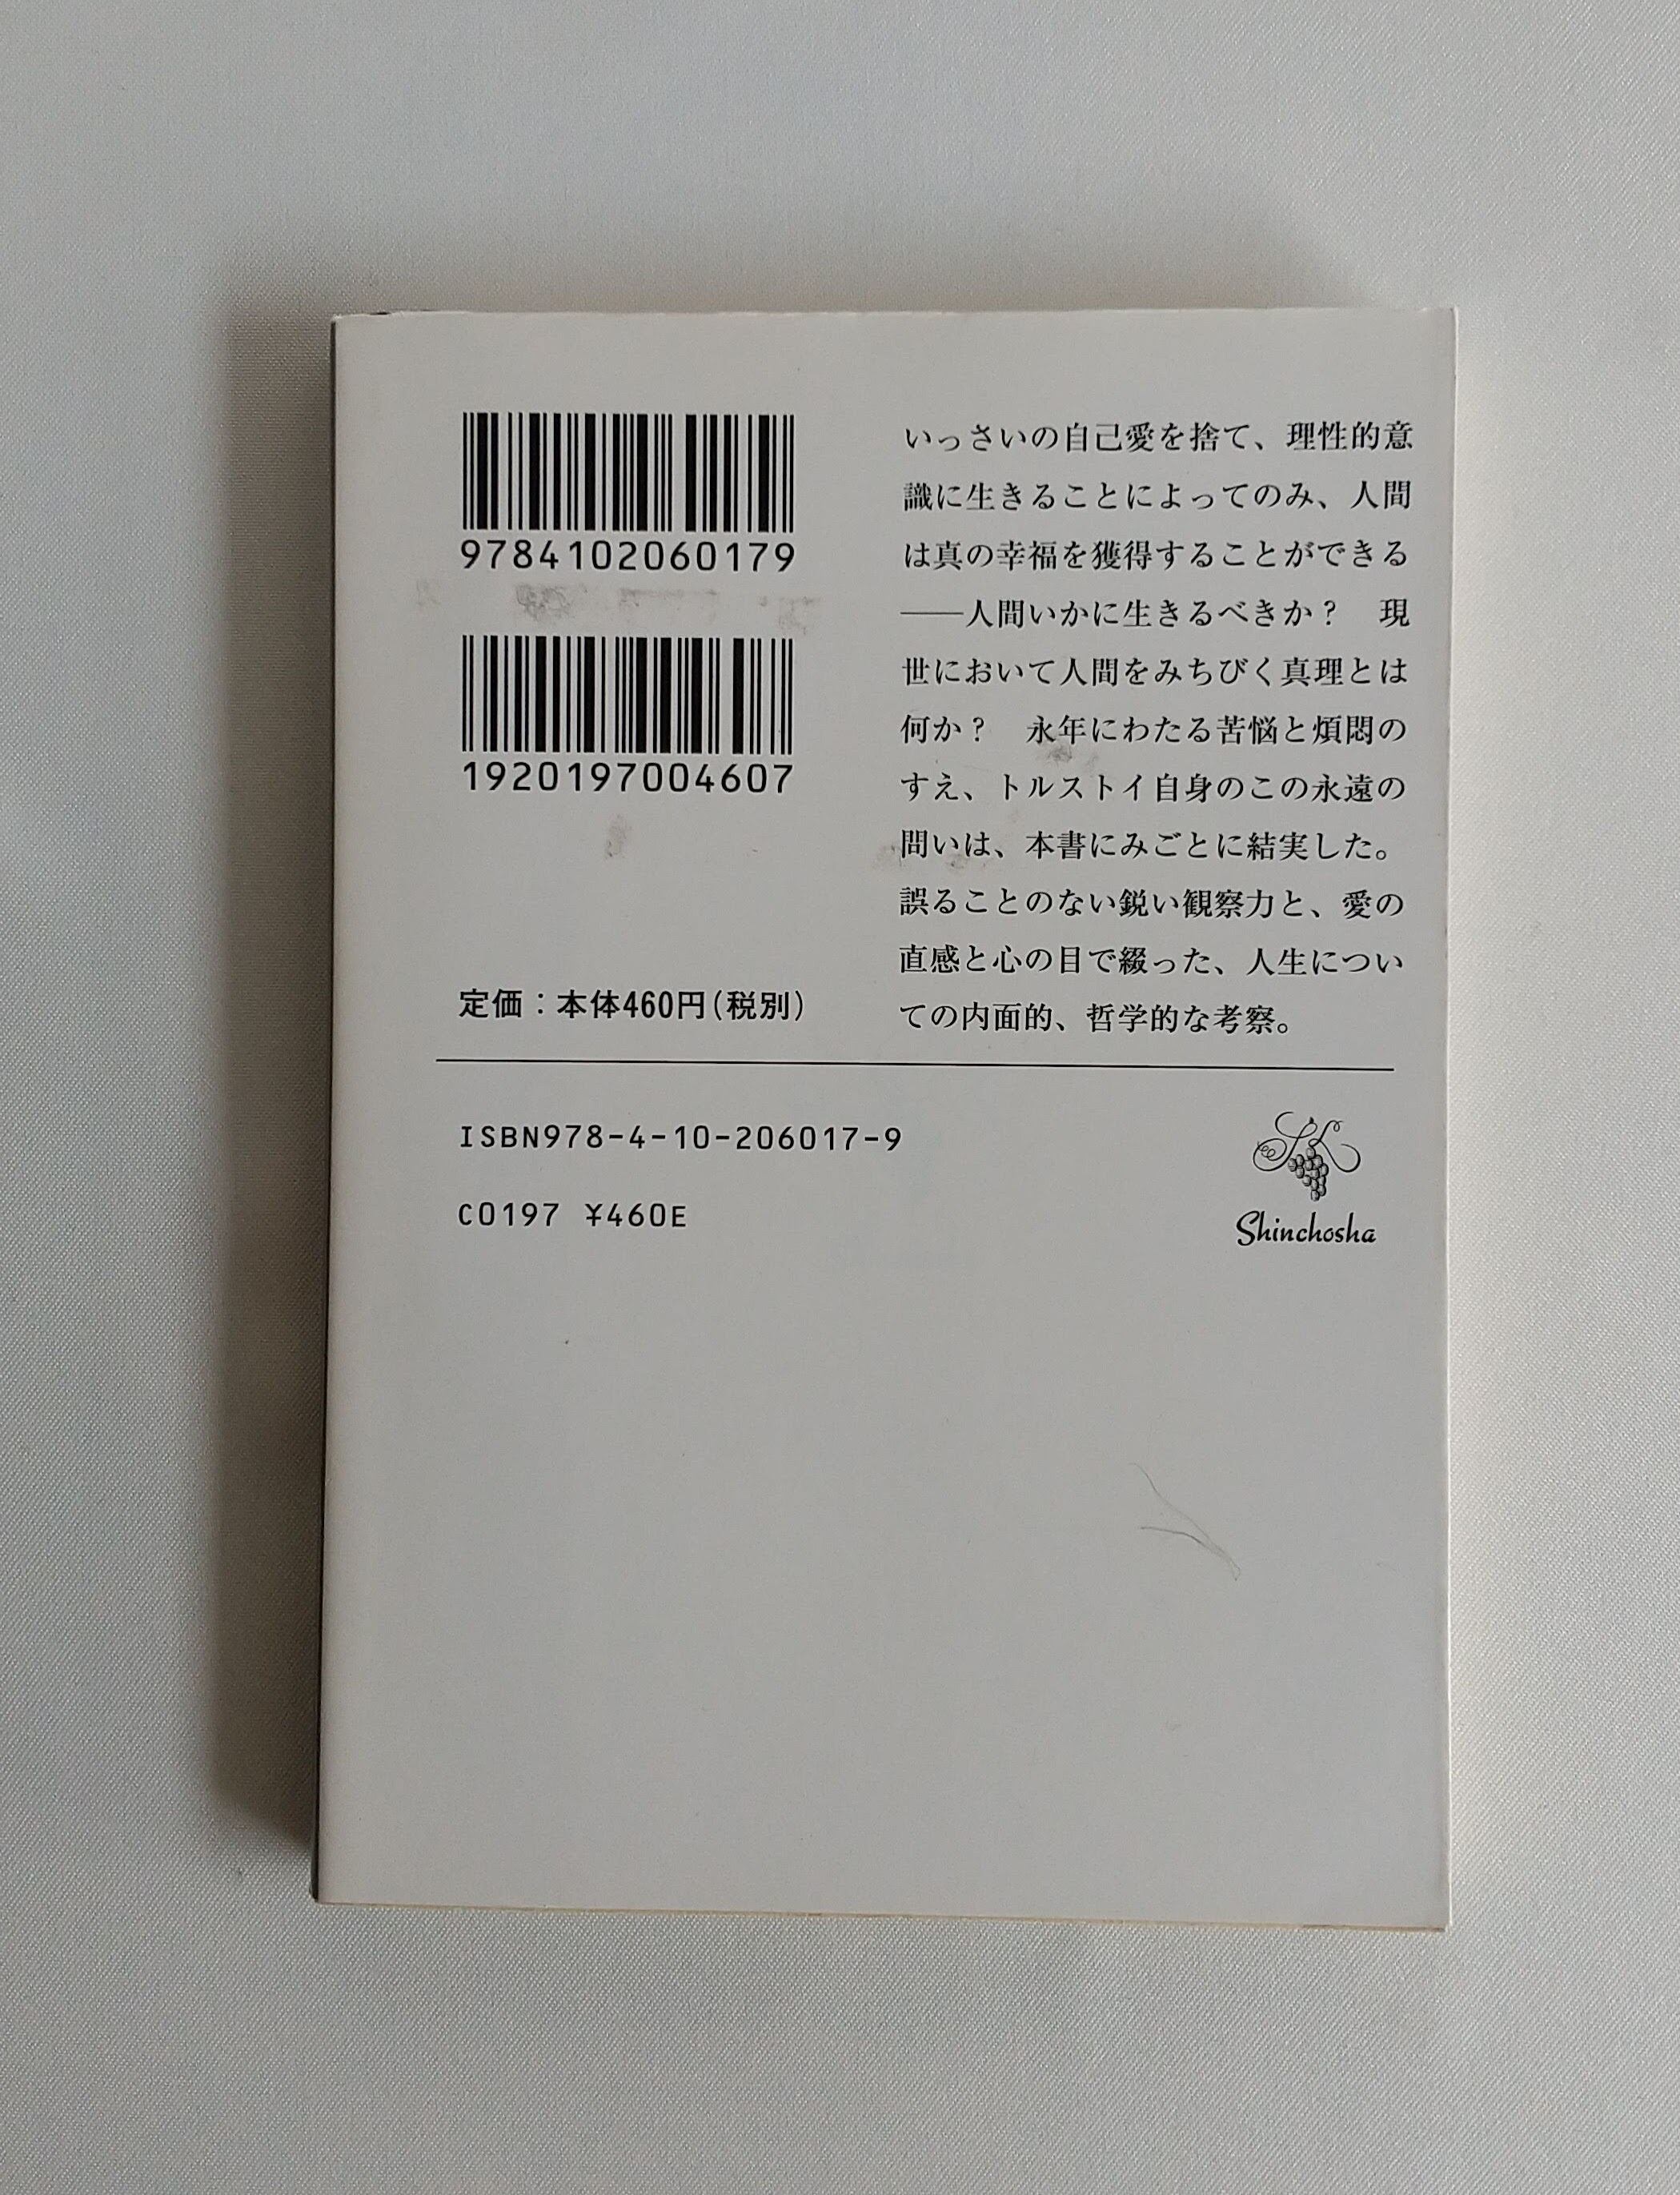 9784102060179
1920197004607
定価：本体460円(税別)
いっさいの自己愛を捨て、理性的意
識に生きることによってのみ、人間
は真の幸福を獲得することができる
――人間いかに生きるべきか？　現
世において人間をみちびく真理とは
何か？　永年にわたる苦悩と煩悶の
すえ、トルストイ自身のこの永遠の
問いは、本書にみごとに結実した。
誤ることのない鋭い観察力と、愛の
直感と心の目で綴った、人生につい
ての内面的、哲学的な考察。
ISBN978-4-10-206017-9
C0197 ¥460E
Shinchosha